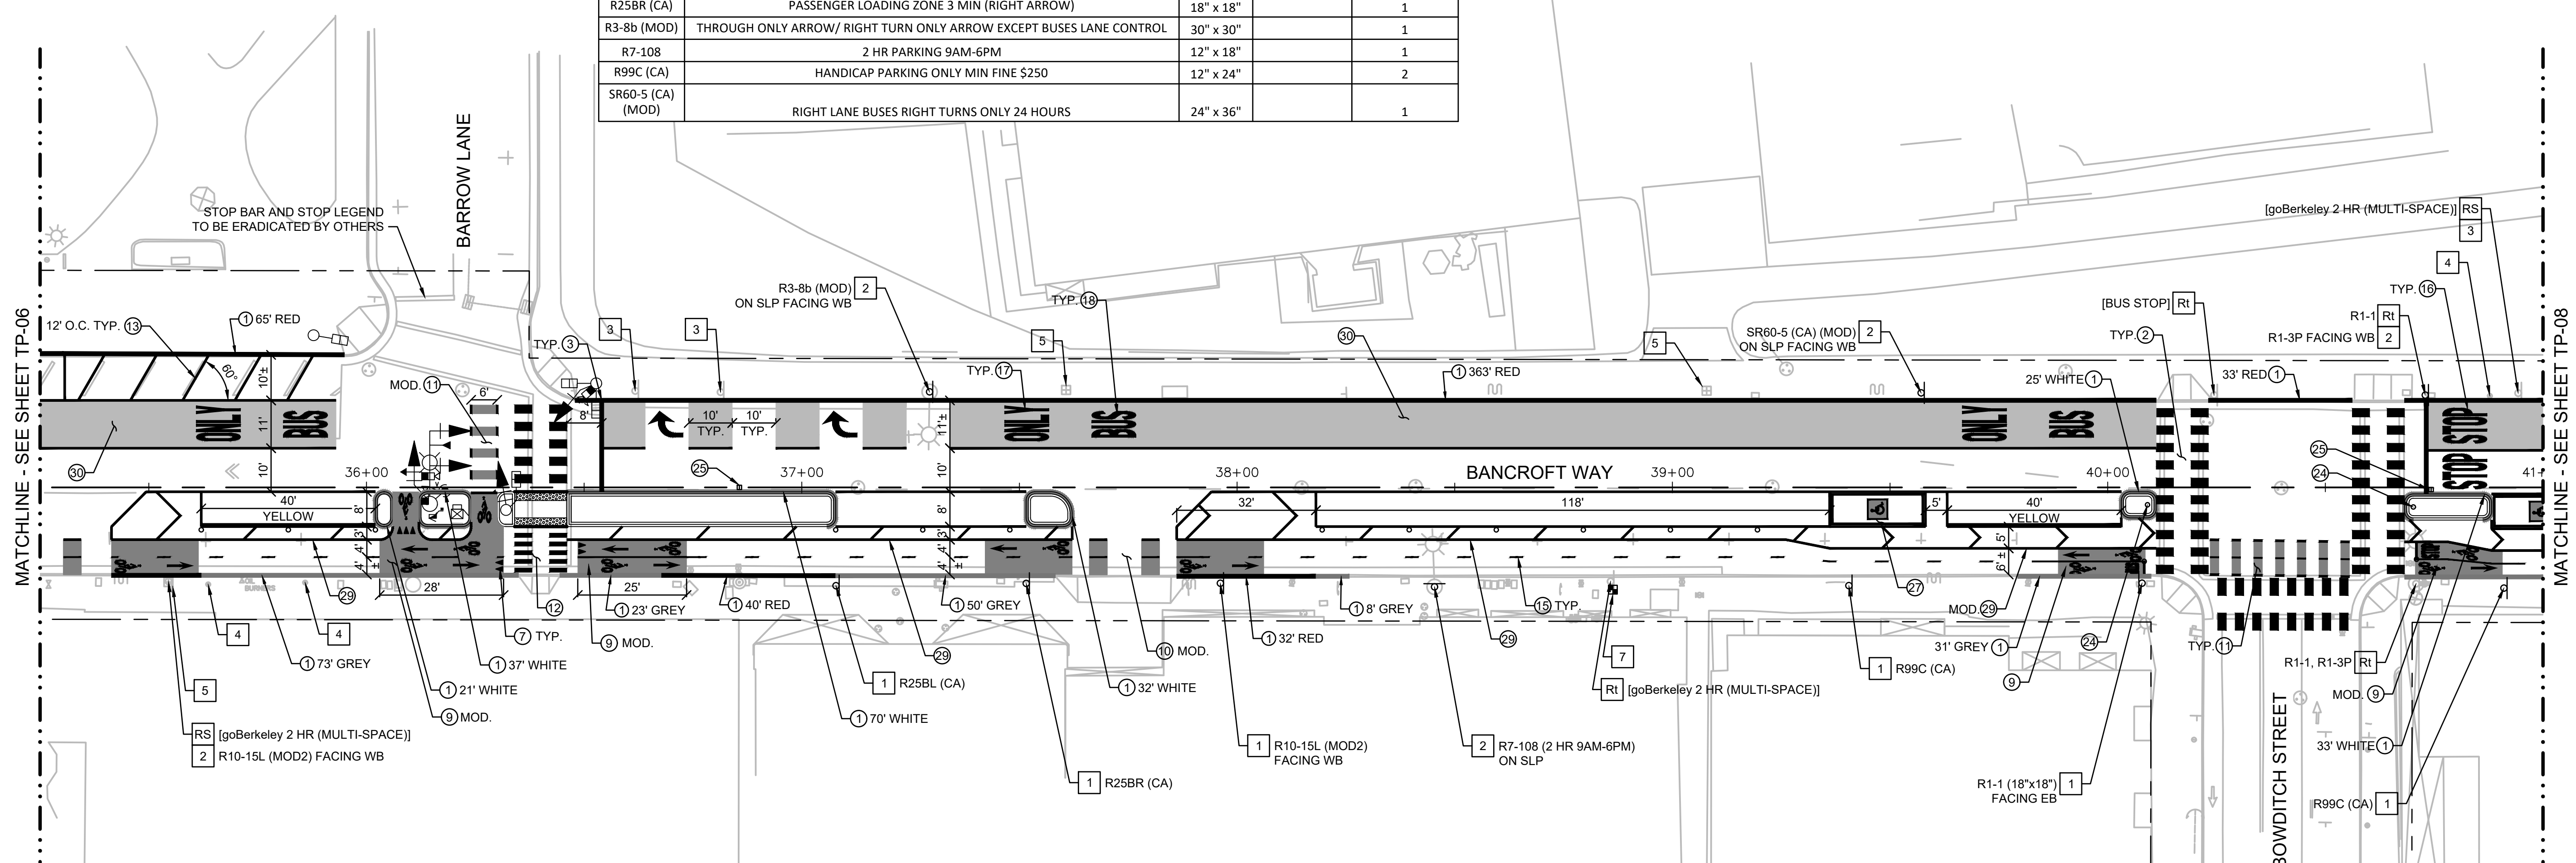 R25BR (CA) PASSENGER LOADING ZONE 3 MIN (RIGHT ARROW) 18" x 18" 1
R3-8b (MOD) THROUGH ONLY ARROW/ RIGHT TURN ONLY ARROW EXCEPT BUSES LANE CONTROL 30" x 30" 1
R7-108 2 HR PARKING 9AM-6PM 12" x 18" 1
R99C (CA) HANDICAP PARKING ONLY MIN FINE $250 12" x 24" 2
SR60-5 (CA)
(MOD) RIGHT LANE BUSES RIGHT TURNS ONLY 24 HOURS 24" x 36" 1
MATCHLINE - SEE SHEET TP-06
BARROW LANE
STOP BAR AND STOP LEGEND
TO BE ERADICATED BY OTHERS
12' O.C. TYP. 13
1 65' RED
60°
10'±
MOD. 11
6'
TYP. 3
3
3
R3-8b (MOD) 2
ON SLP FACING WB
TYP. 18
5
TYP. 17
30
1 363' RED
5
SR60-5 (CA) (MOD) 2
ON SLP FACING WB
[BUS STOP] Rt
TYP. 2
25' WHITE 1
33' RED 1
[goBerkeley 2 HR (MULTI-SPACE)] RS
3
4
TYP. 16
R1-1 Rt
R1-3P FACING WB 2
MATCHLINE - SEE SHEET TP-08
ONLY
BUS
11'
8'
10'
TYP.
10'
TYP.
11'±
ONLY
BUS
ONLY
BUS
STOP STOP
STOP STOP
30
10'
36+00
25
37+00
10'
38+00
BANCROFT WAY
39+00
40+00
25
24
41+
40'
YELLOW
8'
3'
4'
4'
±
8'
3'
4'
4'
±
32'
118'
5'
40'
YELLOW
5'
6'
±
28'
25'
29
12
1 23' GREY
1 40' RED
1 50' GREY
1 8' GREY
15 TYP.
27
MOD. 29
4
4
7 TYP.
9 MOD.
29
10 MOD.
1 32' RED
29
31' GREY 1
24
TYP. 11
1 73' GREY
1 37' WHITE
7
1 R99C (CA)
9
R1-1, R1-3P Rt
5
1 21' WHITE
1 R25BL (CA)
1 32' WHITE
Rt [goBerkeley 2 HR (MULTI-SPACE)]
MOD. 9
9 MOD.
1 70' WHITE
RS [goBerkeley 2 HR (MULTI-SPACE)]
2 R10-15L (MOD2) FACING WB
1 R10-15L (MOD2)
FACING WB
2 R7-108 (2 HR 9AM-6PM)
ON SLP
33' WHITE 1
1 R25BR (CA)
R1-1 (18"x18") 1
FACING EB
R99C (CA) 1
BOWDITCH STREET